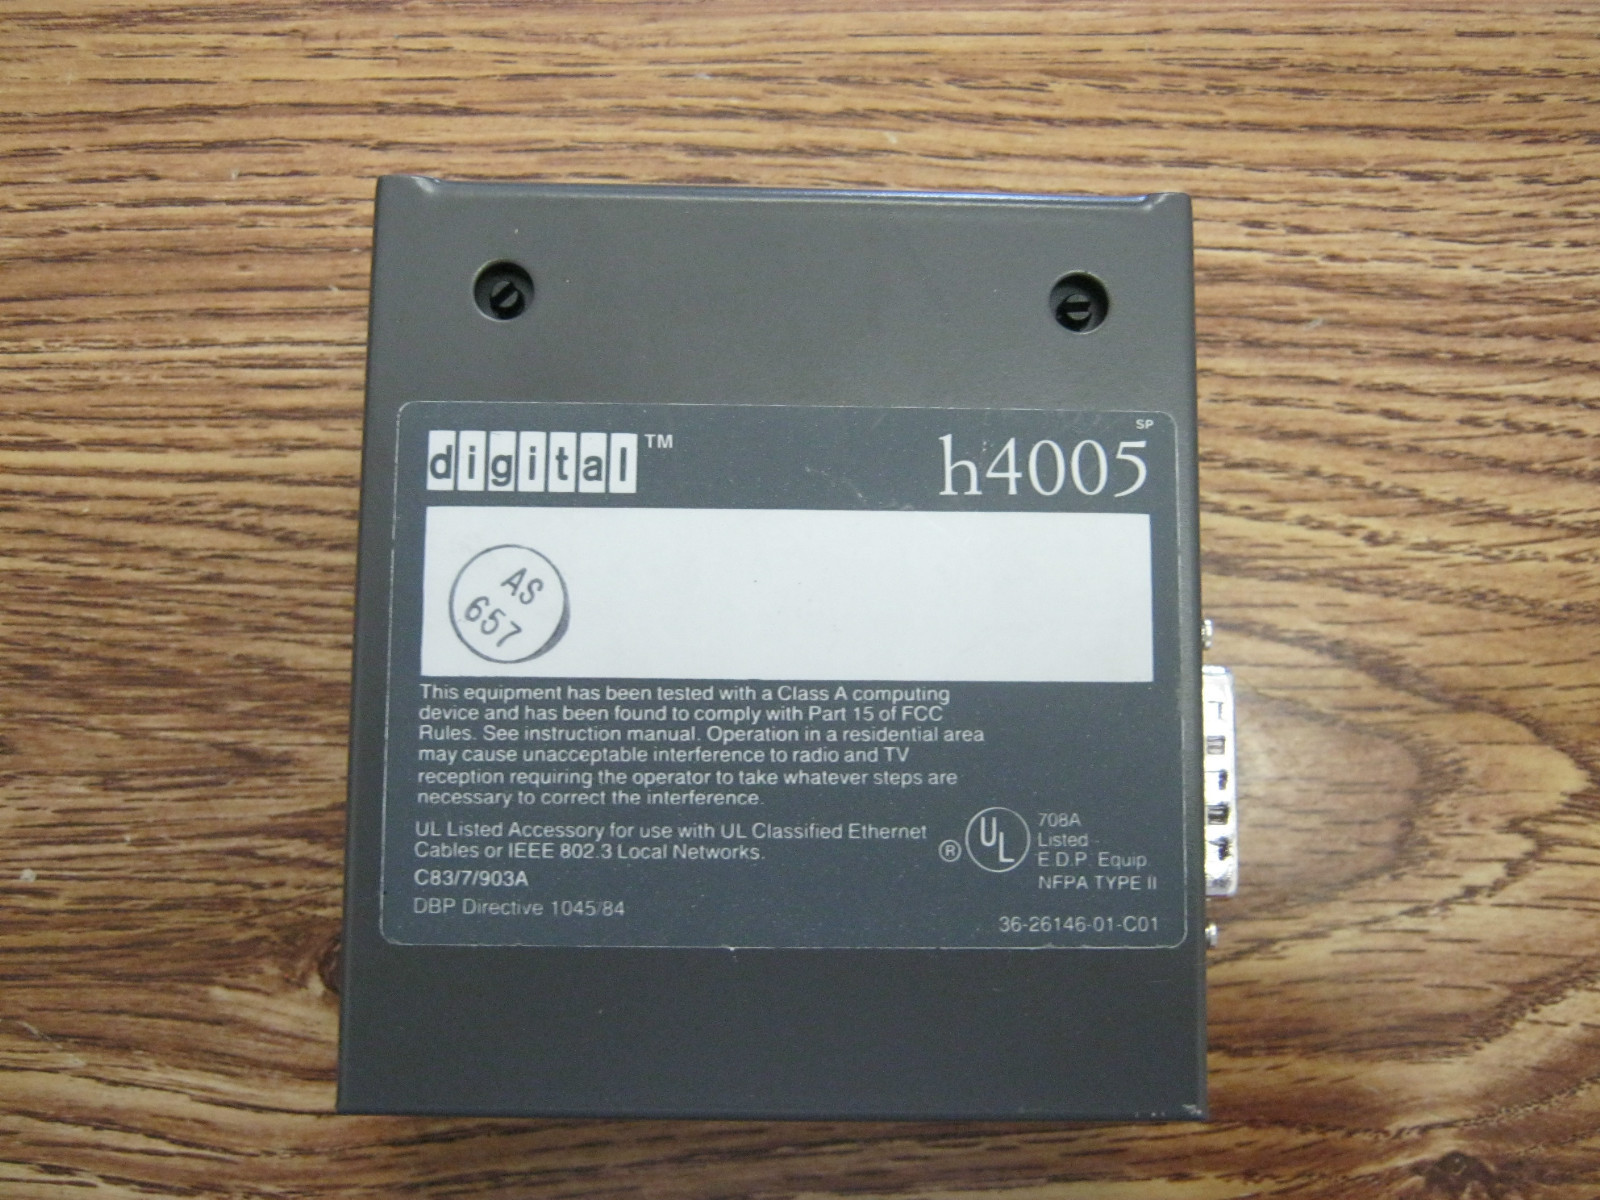 digital™
SP
h4005
AS
657
This equipment has been tested with a Class A computing
device and has been found to comply with Part 15 of FCC
Rules. See instruction manual. Operation in a residential area
may cause unacceptable interference to radio and TV
reception requiring the operator to take whatever steps are
necessary to correct the interference.
UL Listed Accessory for use with UL Classified Ethernet
Cables or IEEE 802.3 Local Networks.
C83/7/903A
DBP Directive 1045/84
® UL
708A
Listed
E.D.P. Equip.
NFPA TYPE II
36-26146-01-C01